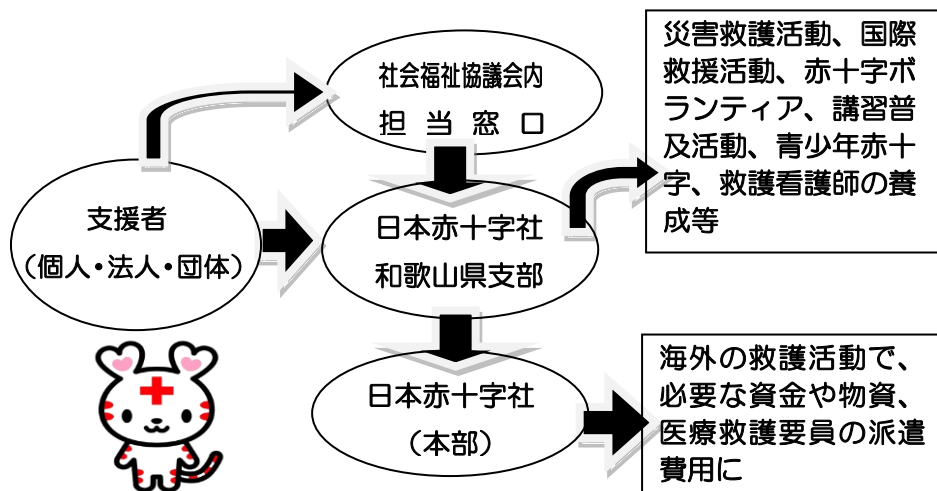 社会福祉協議会内
担当窓口
災害救護活動、国際
救援活動、赤十字ボ
ランティア、講習普
及活動、青少年赤十
字、救護看護師の養
成等
支援者
（個人・法人・団体）
日本赤十字社
和歌山県支部
日本赤十字社
（本部）
海外の救護活動で、
必要な資金や物資、
医療救護要員の派遣
費用に